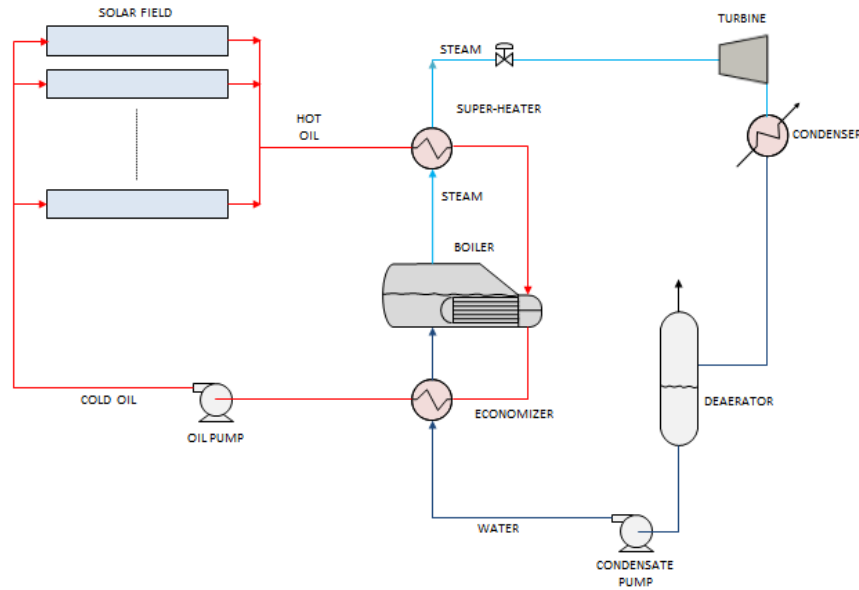 SOLAR FIELD
TURBINE
STEAM
SUPER-HEATER
HOT
OIL
CONDENSER
STEAM
BOILER
COLD OIL
ECONOMIZER
DEAERATOR
OIL PUMP
WATER
CONDENSATE
PUMP